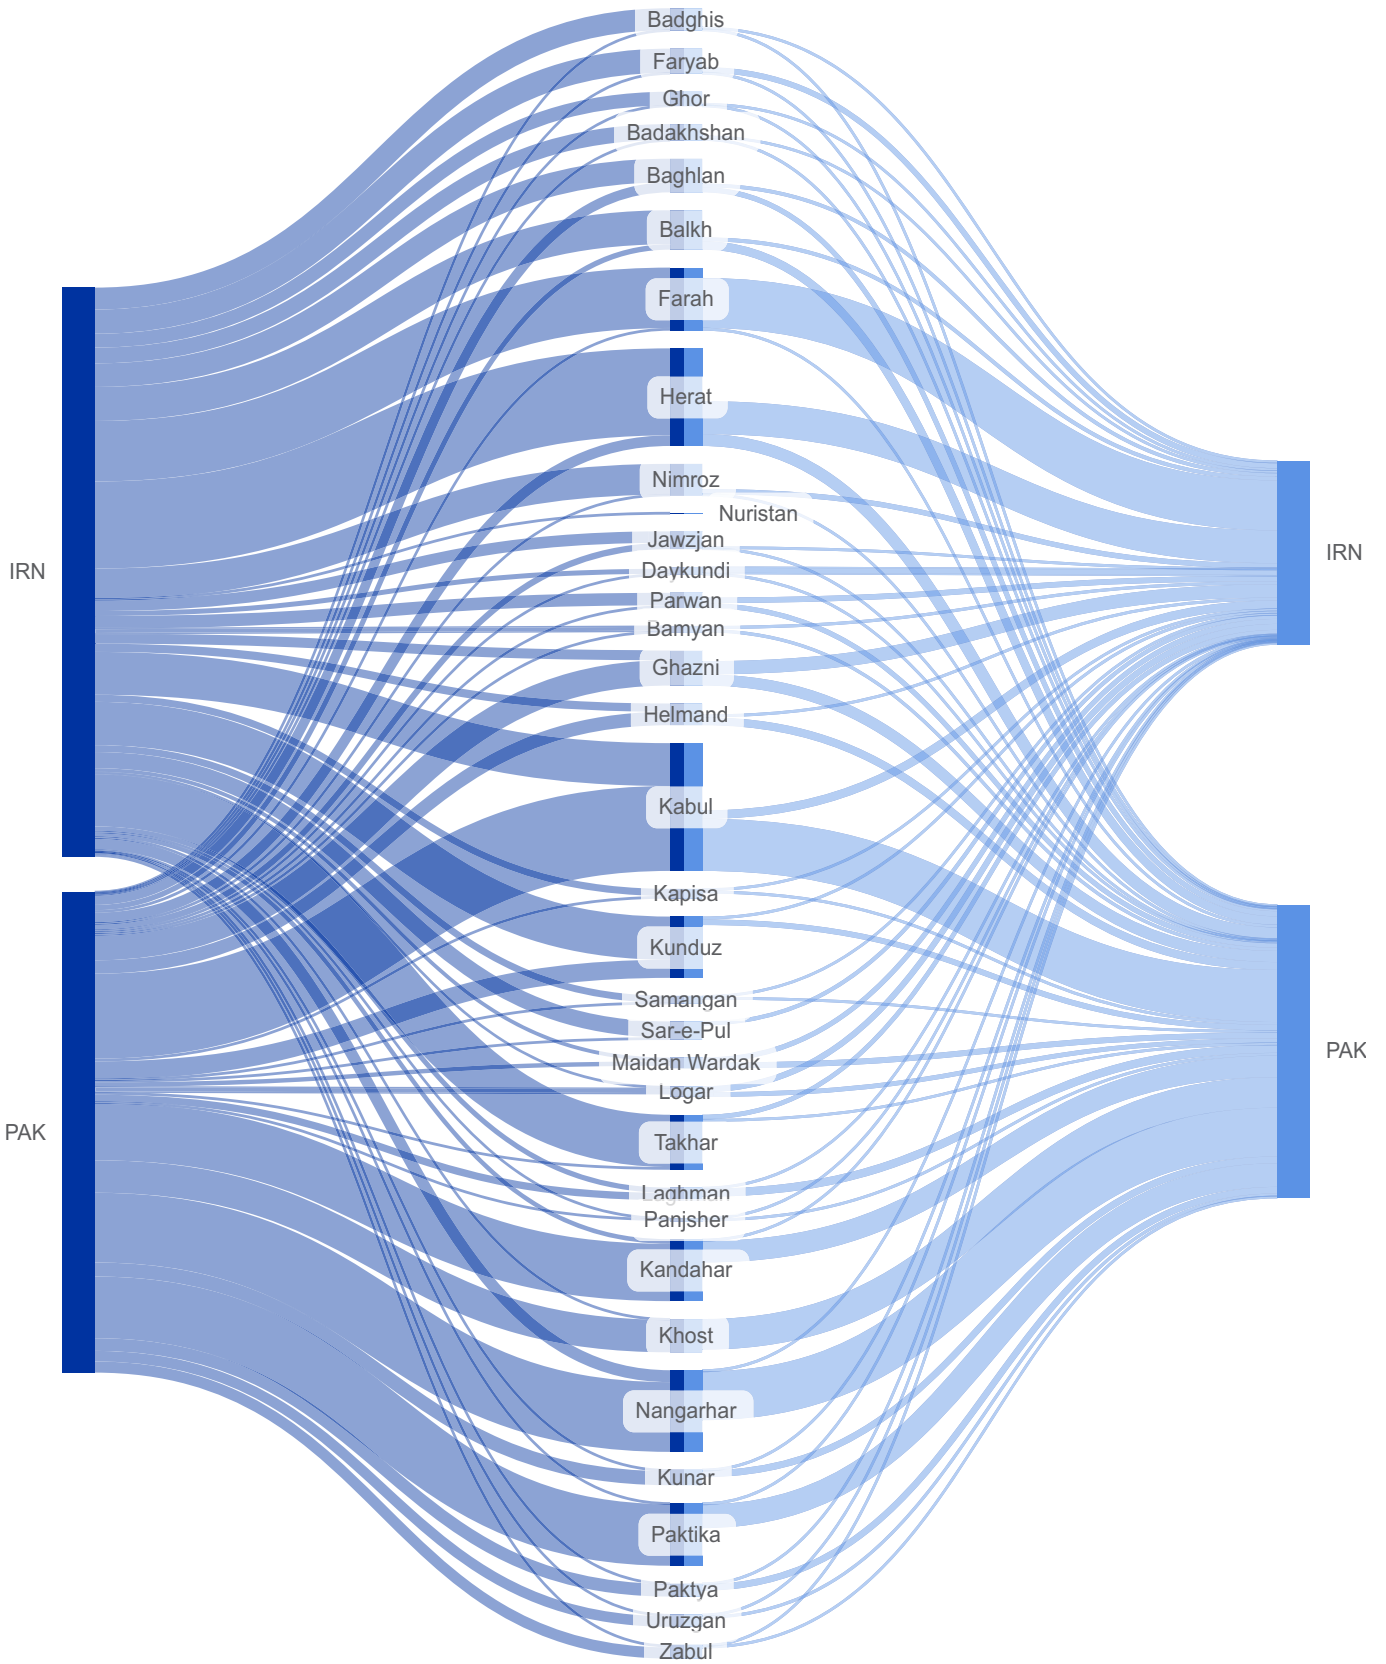 Badghis
Faryab
Ghor
Badakhshan
Baghlan
Balkh
Farah
Herat
Nimroz
Nuristan
Jawzjan
Daykundi
Parwan
Bamyan
Ghazni
Helmand
Kabul
Kapisa
Kunduz
Samangan
Sar-e-Pul
Maidan Wardak
Logar
Takhar
Laghman
Panjsher
Kandahar
Khost
Nangarhar
Kunar
Paktika
Paktya
Uruzgan
Zabul
IRN
PAK
IRN
PAK